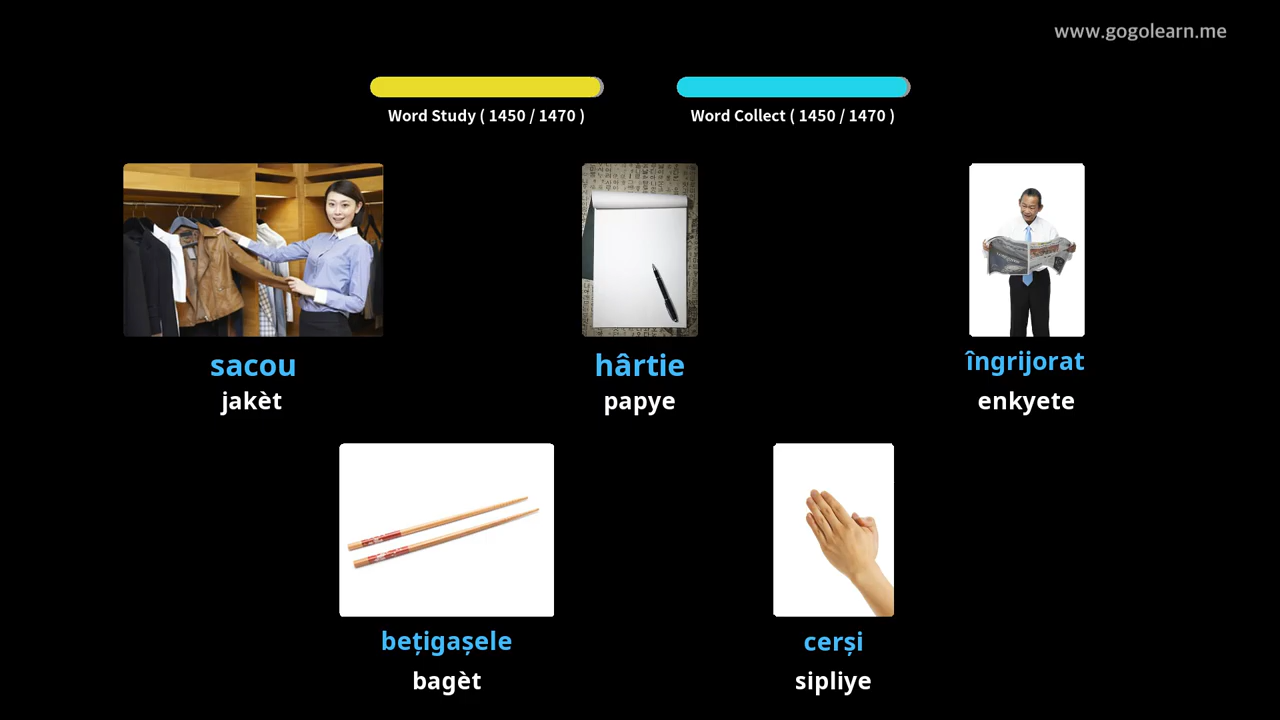 www.gogolearn.me
Word Study ( 1450 / 1470 )
Word Collect ( 1450 / 1470 )
sacou
jakèt
hârtie
papye
îngrijorat
enkyete
bețigașele
bagèt
cerși
sipliye